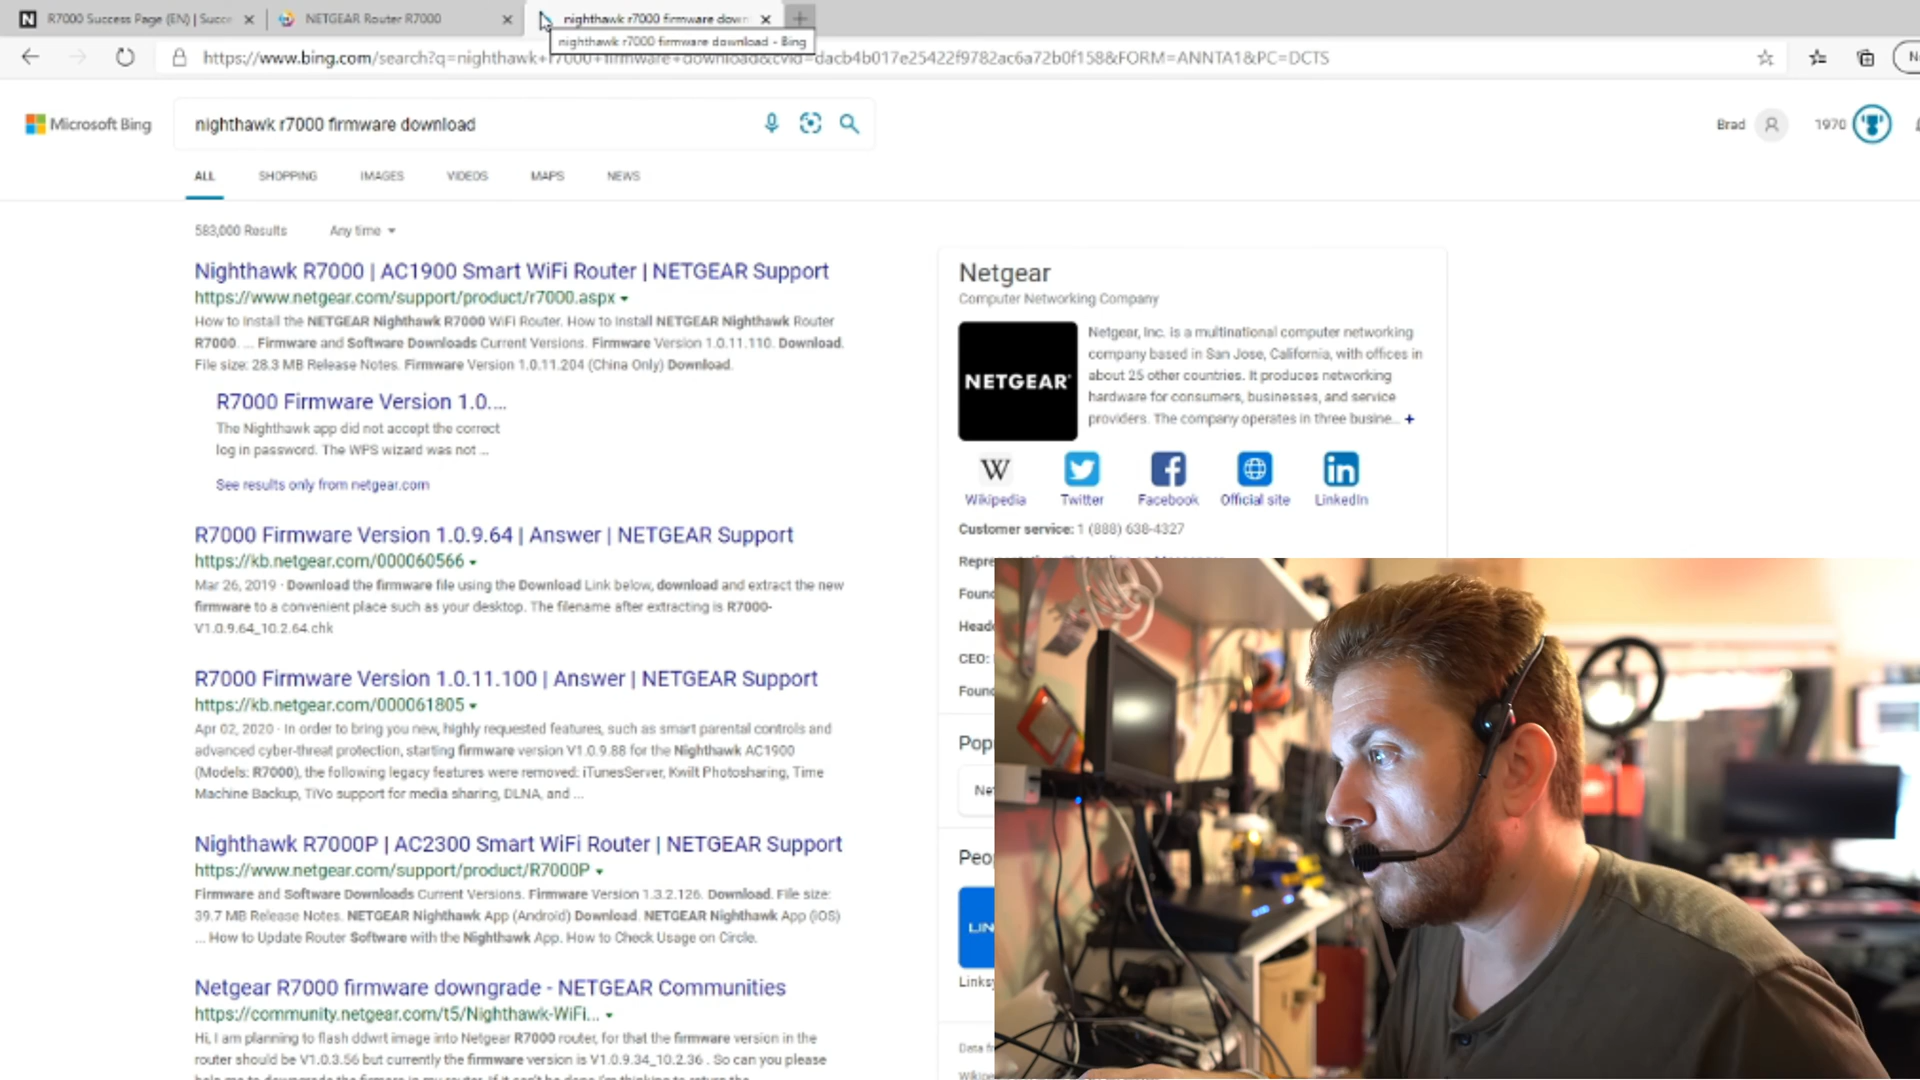 R7000 Success Page (EN) | Succe
NETGEAR Router R7000
nighthawk r7000 firmware down
nighthawk r7000 firmware download - Bing
https://www.bing.com/search?q=nighthawk+r7000+firmware+download&cvid=dacb4b017e25422f9782ac6a72b0f158&FORM=ANNTA1&PC=DCTS
Microsoft Bing
nighthawk r7000 firmware download
Brad
1970
ALL
SHOPPING
IMAGES
VIDEOS
MAPS
NEWS
583,000 Results
Any time
Nighthawk R7000 | AC1900 Smart WiFi Router | NETGEAR Support
https://www.netgear.com/support/product/r7000.aspx
How to Install the NETGEAR Nighthawk R7000 WiFi Router. How to Install NETGEAR Nighthawk Router
R7000. ... Firmware and Software Downloads Current Versions. Firmware Version 1.0.11.110. Download.
File size: 28.3 MB Release Notes. Firmware Version 1.0.11.204 (China Only) Download.
R7000 Firmware Version 1.0....
The Nighthawk app did not accept the correct
log in password. The WPS wizard was not ...
See results only from netgear.com
R7000 Firmware Version 1.0.9.64 | Answer | NETGEAR Support
https://kb.netgear.com/000060566
Mar 26, 2019 · Download the firmware file using the Download Link below, download and extract the new
firmware to a convenient place such as your desktop. The filename after extracting is R7000-
V1.0.9.64_10.2.64.chk
R7000 Firmware Version 1.0.11.100 | Answer | NETGEAR Support
https://kb.netgear.com/000061805
Apr 02, 2020 · In order to bring you new, highly requested features, such as smart parental controls and
advanced cyber-threat protection, starting firmware version V1.0.9.88 for the Nighthawk AC1900
(Models: R7000), the following legacy features were removed: iTunesServer, Kwilt Photosharing, Time
Machine Backup, TiVo support for media sharing, DLNA, and ...
Nighthawk R7000P | AC2300 Smart WiFi Router | NETGEAR Support
https://www.netgear.com/support/product/R7000P
Firmware and Software Downloads Current Versions. Firmware Version 1.3.2.126. Download. File size:
39.7 MB Release Notes. NETGEAR Nighthawk App (Android) Download. NETGEAR Nighthawk App (iOS)
... How to Update Router Software with the Nighthawk App. How to Check Usage on Circle.
Netgear R7000 firmware downgrade - NETGEAR Communities
https://community.netgear.com/t5/Nighthawk-WiFi...
Hi, I am planning to flash ddwrt image into Netgear R7000 router, for that the firmware version in the
router should be V1.0.3.56 but currently the firmware version is V1.0.9.34_10.2.36 . So can you please
Netgear
Computer Networking Company
NETGEAR
Netgear, Inc. is a multinational computer networking
company based in San Jose, California, with offices in
about 25 other countries. It produces networking
hardware for consumers, businesses, and service
providers. The company operates in three busine... +
Wikipedia
Twitter
Facebook
Official site
LinkedIn
Customer service: 1 (888) 638-4327
Repre
Found
Head
CEO:
Found
Pop
Ne
Peo
LIN
Links
Data fr
Wikipe